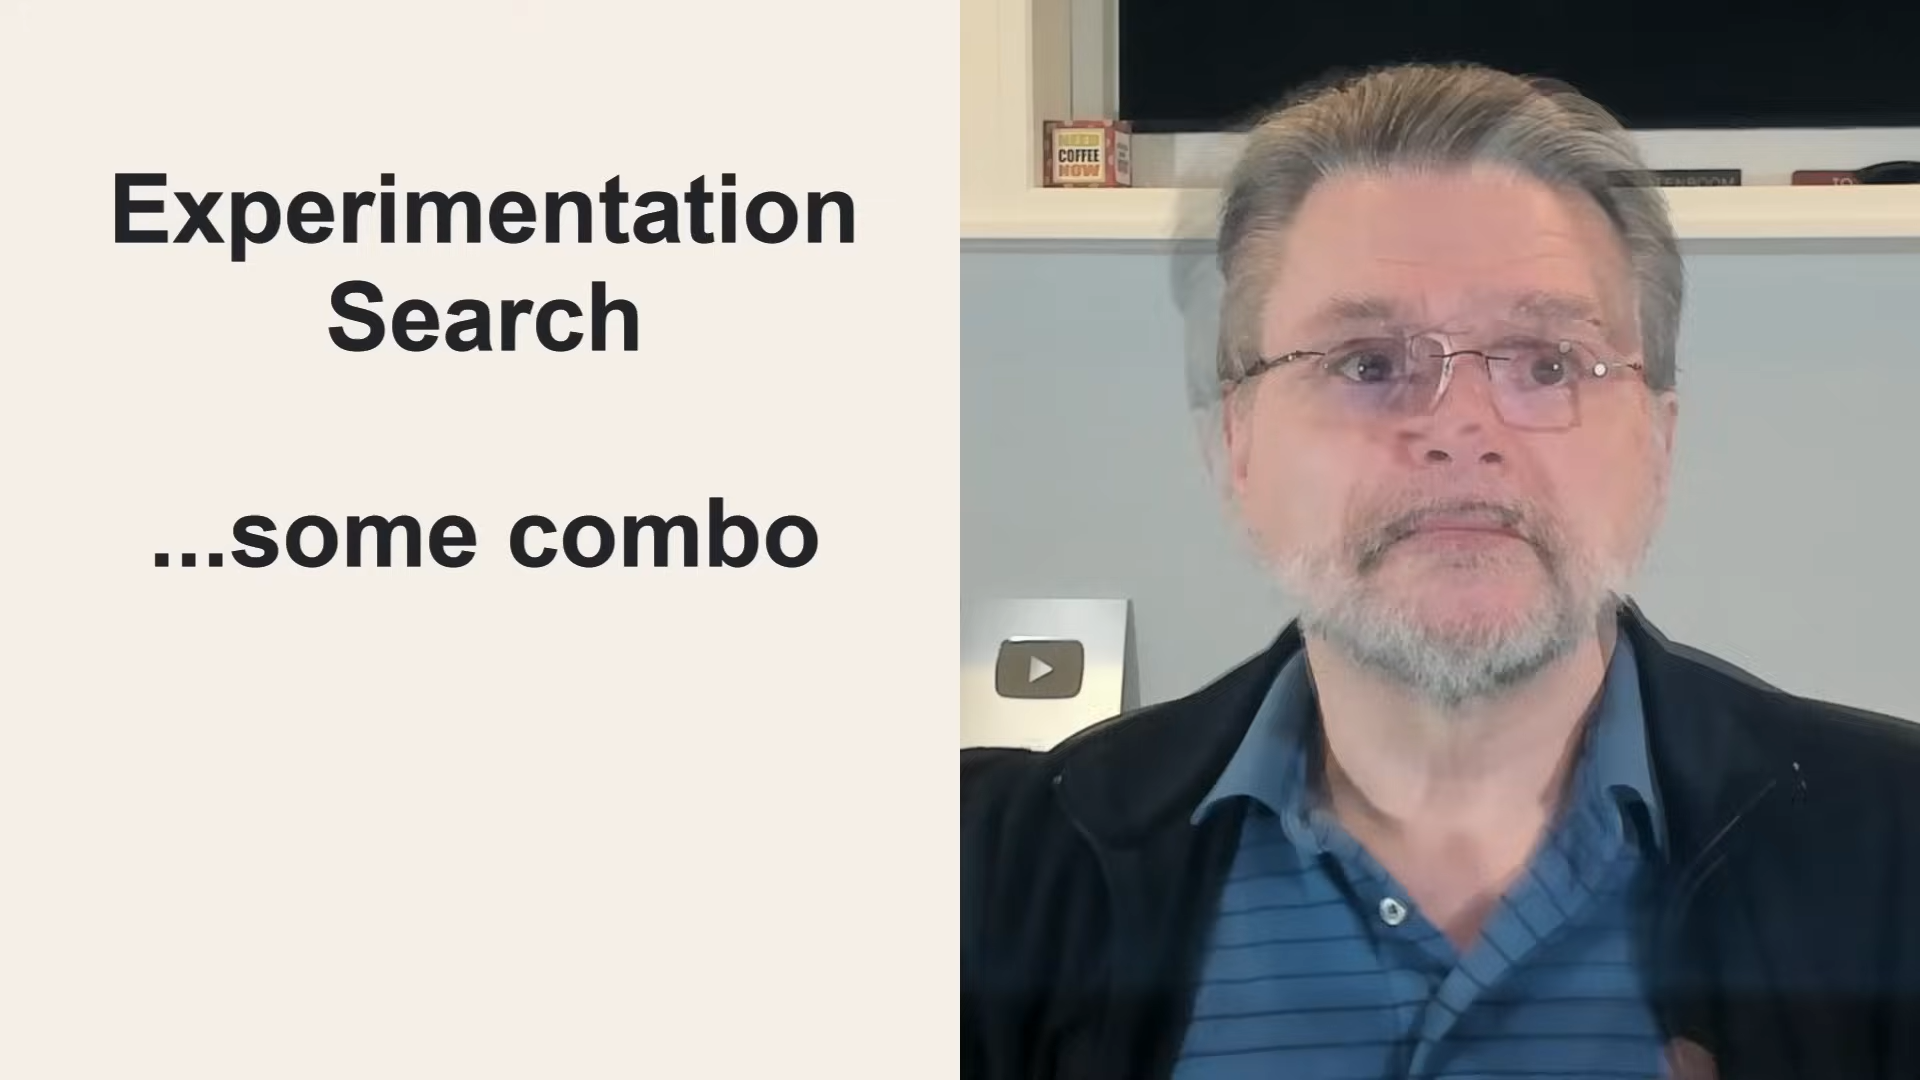 Experimentation
Search
...some combo
NEED
COFFEE
NOW